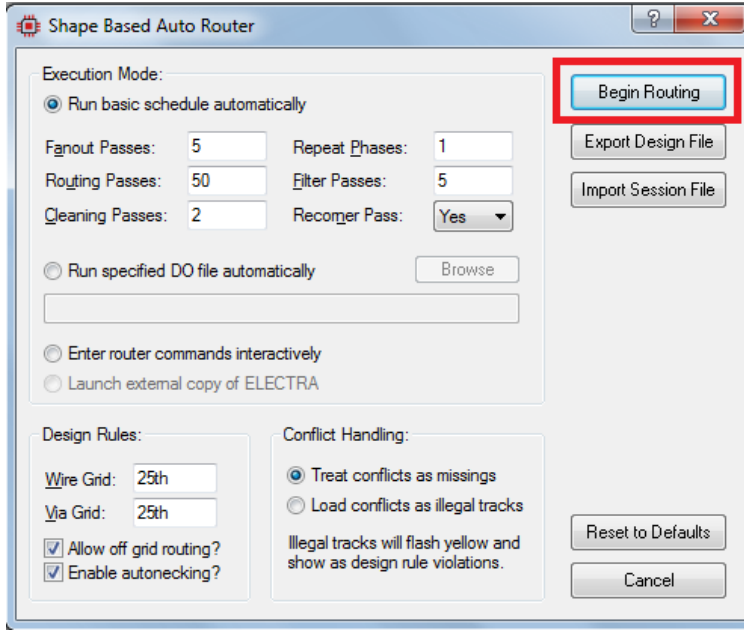 Shape Based Auto Router
Execution Mode:
Run basic schedule automatically
Begin Routing
Fanout Passes: 5 Repeat Phases: 1
Export Design File
Routing Passes: 50 Filter Passes: 5
Import Session File
Cleaning Passes: 2 Recorner Pass: Yes
Run specified DO file automatically Browse
Enter router commands interactively
Launch external copy of ELECTRA
Design Rules:
Wire Grid: 25th
Via Grid: 25th
Allow off grid routing?
Enable autonecking?
Conflict Handling:
Treat conflicts as missings
Load conflicts as illegal tracks
Illegal tracks will flash yellow and
show as design rule violations.
Reset to Defaults
Cancel